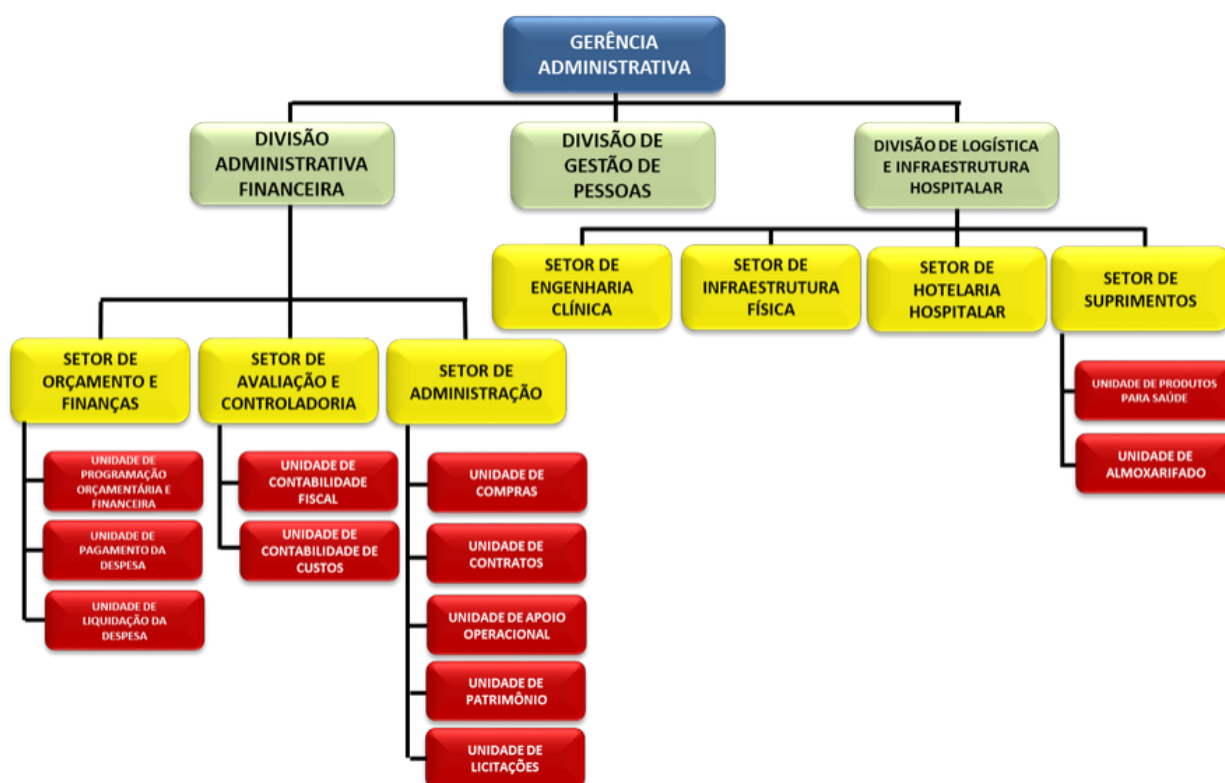 GERÊNCIA
ADMINISTRATIVA
DIVISÃO
ADMINISTRATIVA
FINANCEIRA
DIVISÃO DE
GESTÃO DE
PESSOAS
DIVISÃO DE LOGÍSTICA
E INFRAESTRUTURA
HOSPITALAR
SETOR DE
ENGENHARIA
CLÍNICA
SETOR DE
INFRAESTRUTURA
FÍSICA
SETOR DE
HOTELARIA
HOSPITALAR
SETOR DE
SUPRIMENTOS
SETOR DE
ORÇAMENTO E
FINANÇAS
SETOR DE
AVALIAÇÃO E
CONTROLADORIA
SETOR DE
ADMINISTRAÇÃO
UNIDADE DE PRODUTOS
PARA SAÚDE
UNIDADE DE
ALMOXARIFADO
UNIDADE DE
PROGRAMAÇÃO
ORÇAMENTÁRIA E
FINANCEIRA
UNIDADE DE
PAGAMENTO DA
DESPESA
UNIDADE DE
LIQUIDAÇÃO DA
DESPESA
UNIDADE DE
CONTABILIDADE
FISCAL
UNIDADE DE
CONTABILIDADE DE
CUSTOS
UNIDADE DE
COMPRAS
UNIDADE DE
CONTRATOS
UNIDADE DE APOIO
OPERACIONAL
UNIDADE DE
PATRIMÔNIO
UNIDADE DE
LICITAÇÕES